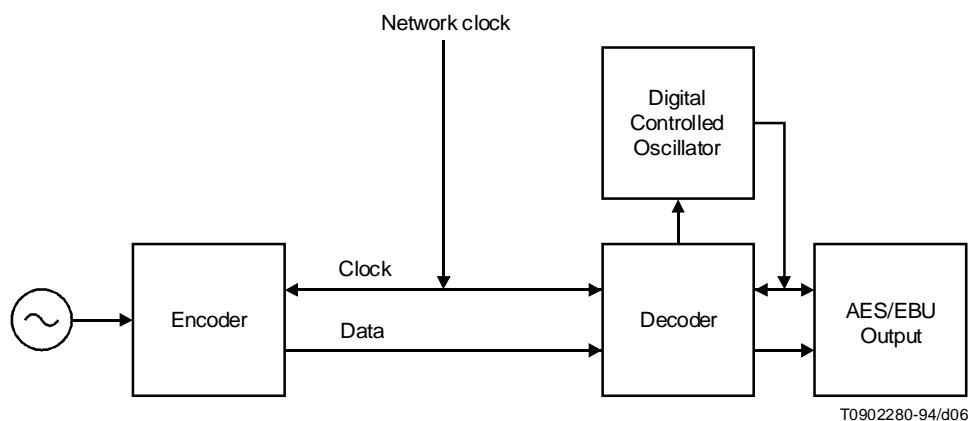 Network clock
Digital
Controlled
Oscillator
Clock
Encoder
Data
Decoder
AES/EBU
Output
T0902280-94/d06